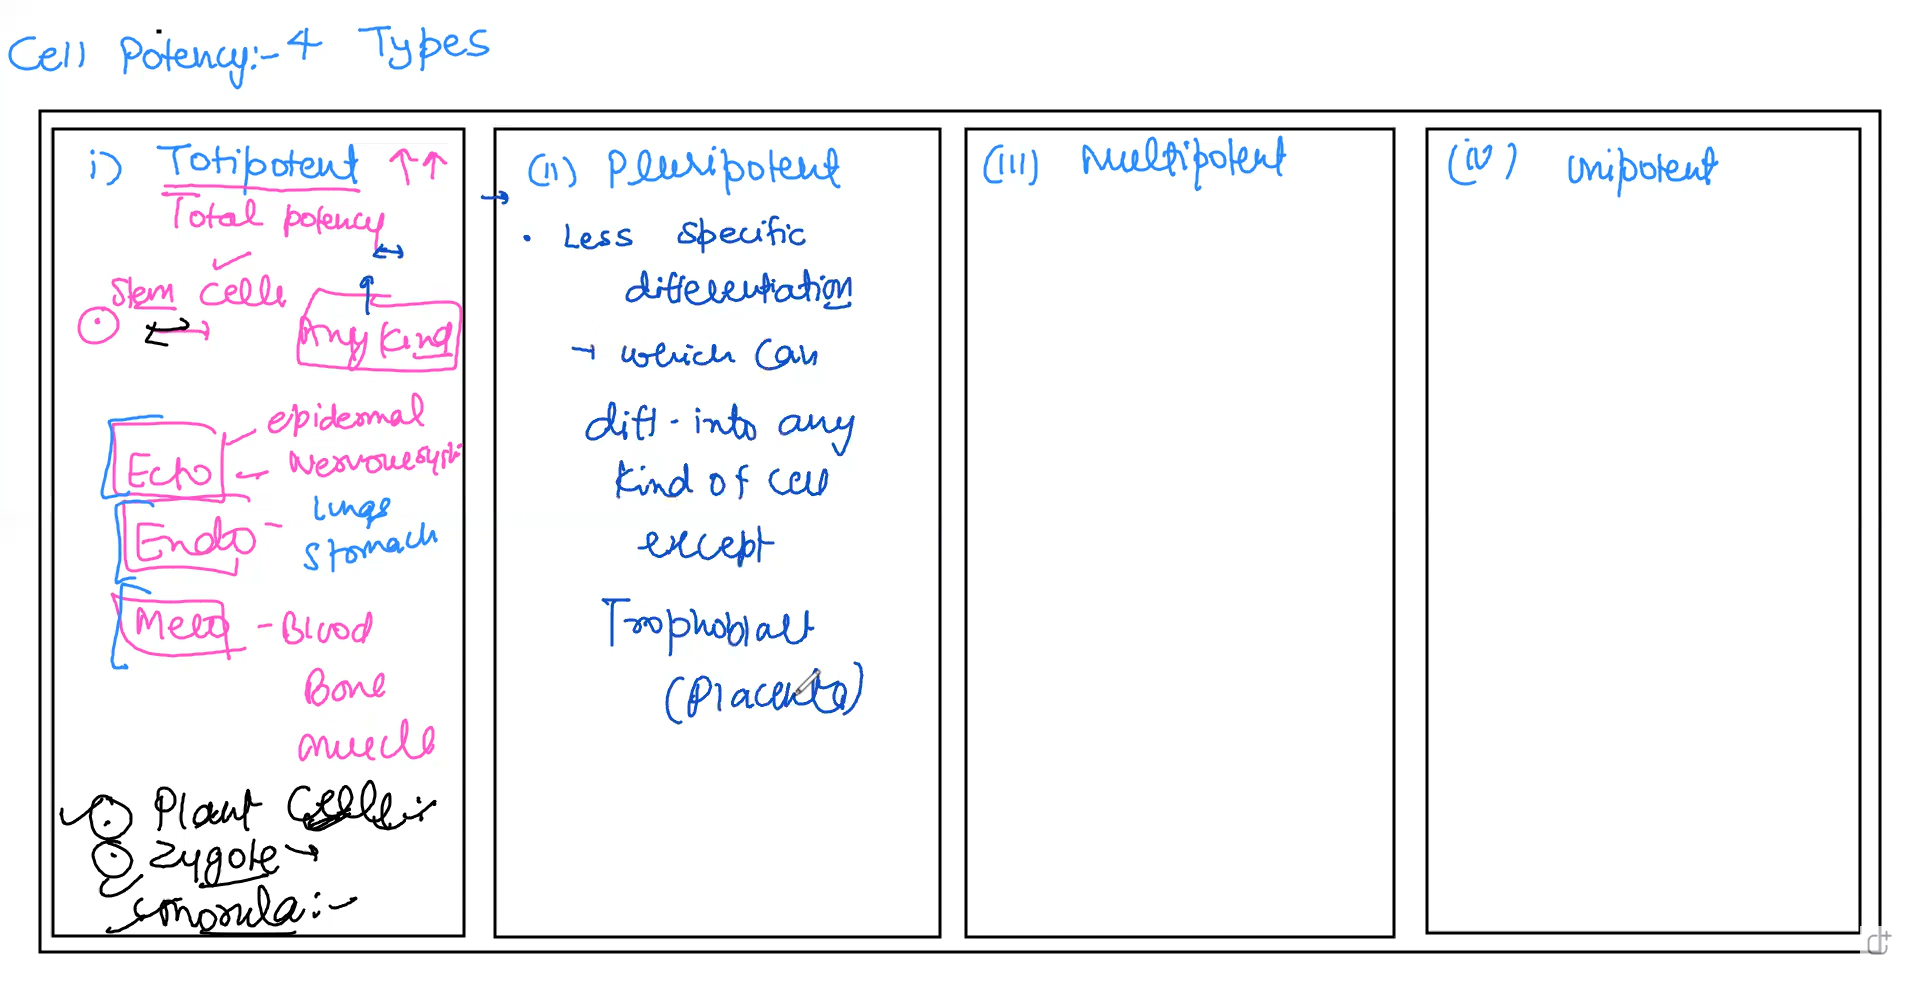 Cell Potency:- 4 Types
i) Totipotent
Total potency
Stem cells
Any kind
Ecto
epidermal
Nervous syst
Endo
lungs
stomach
Meso - Blood
Bone
muscle
Plant Cells:-
Zygote →
morula:-
(II) Pluripotent
• Less specific
differentiation
→ which can
diff. into any
kind of cell
except
Trophoblast
(Placenta)
(III) Multipotent
(iv) unipotent